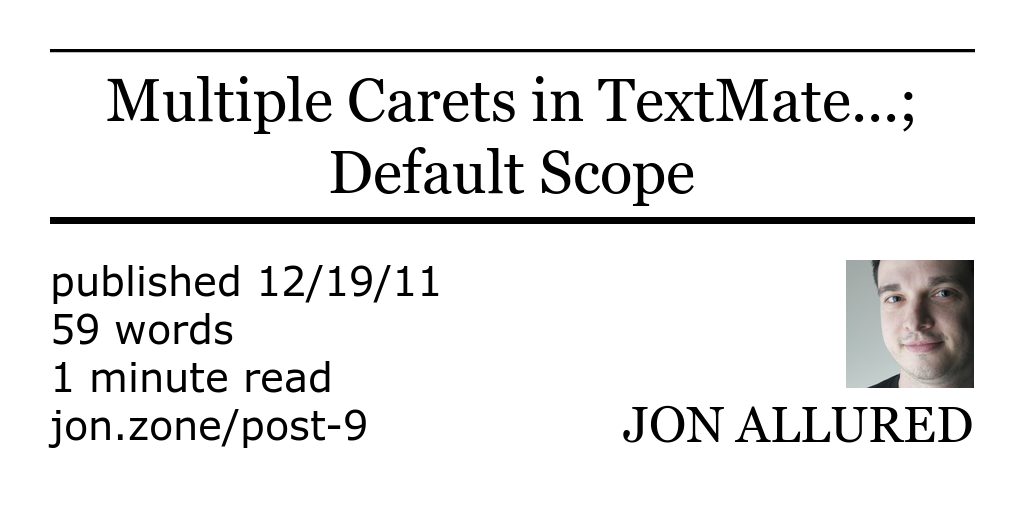 Multiple Carets in TextMate...;
Default Scope
published 12/19/11
59 words
1 minute read
jon.zone/post-9
JON ALLURED